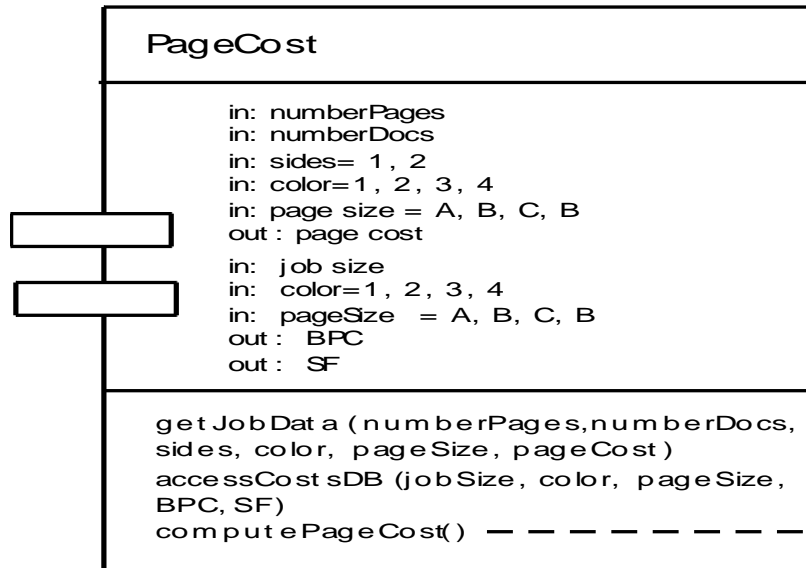 PageCost
in: numberPages
in: numberDocs
in: sides= 1, 2
in: color=1, 2, 3, 4
in: page size = A, B, C, B
out: page cost
in: job size
in: color=1, 2, 3, 4
in: pageSize = A, B, C, B
out: BPC
out: SF
getJobData (numberPages,numberDocs,
sides, color, pageSize, pageCost)
accessCostsDB (jobSize, color, pageSize,
BPC, SF)
computePageCost()